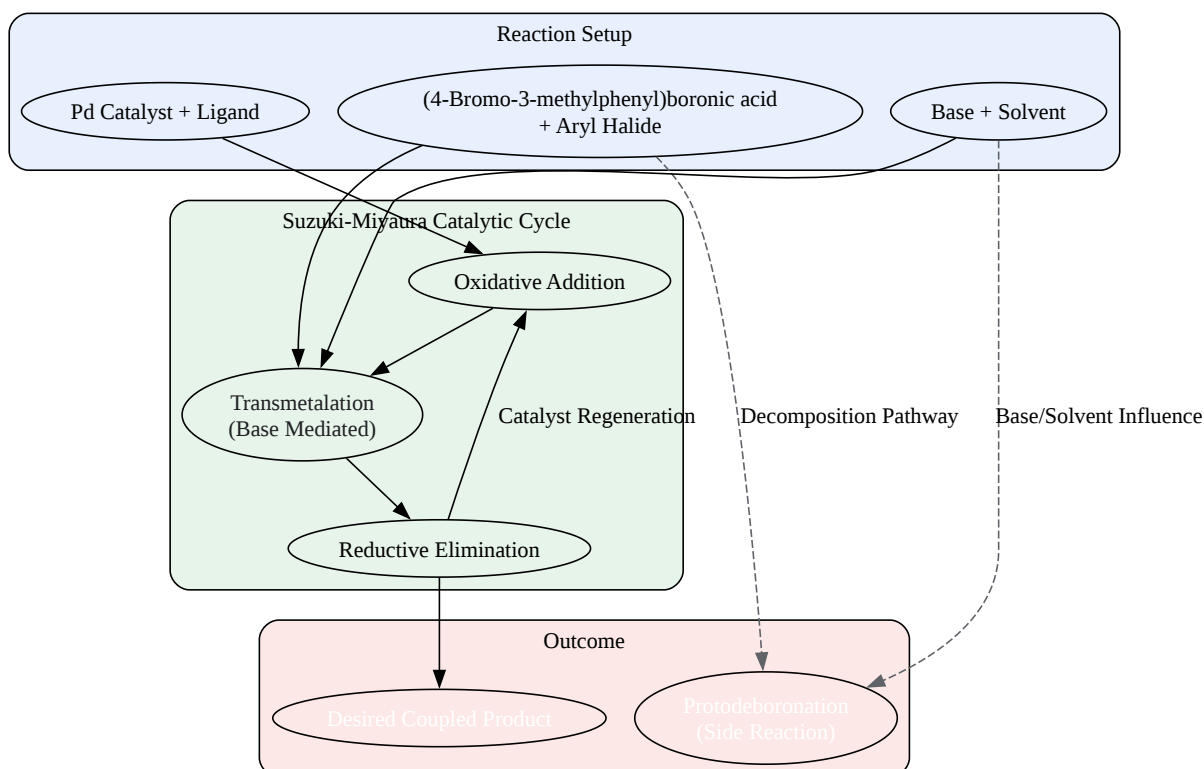 Reaction Setup
Pd Catalyst + Ligand
(4-Bromo-3-methylphenyl)boronic acid
+ Aryl Halide
Base + Solvent
Suzuki-Miyaura Catalytic Cycle
Oxidative Addition
Transmetalation
(Base Mediated)
Catalyst Regeneration
Decomposition Pathway
Base/Solvent Influence
Reductive Elimination
Outcome
Desired Coupled Product
Protodeboronation
(Side Reaction)